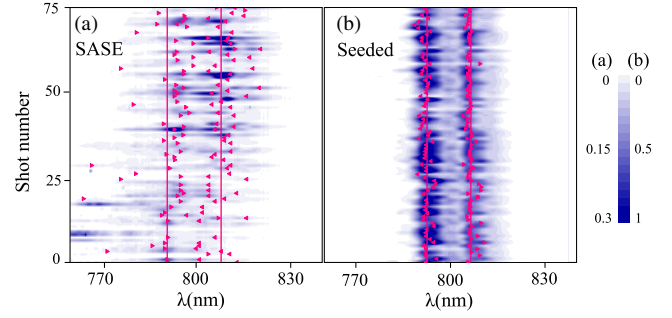 (a)
SASE
(b)
Seeded
75
50
25
0
Shot number
770
800
830
λ(nm)
770
800
830
λ(nm)
(a) (b)
0 0
0.15 0.5
0.3 1